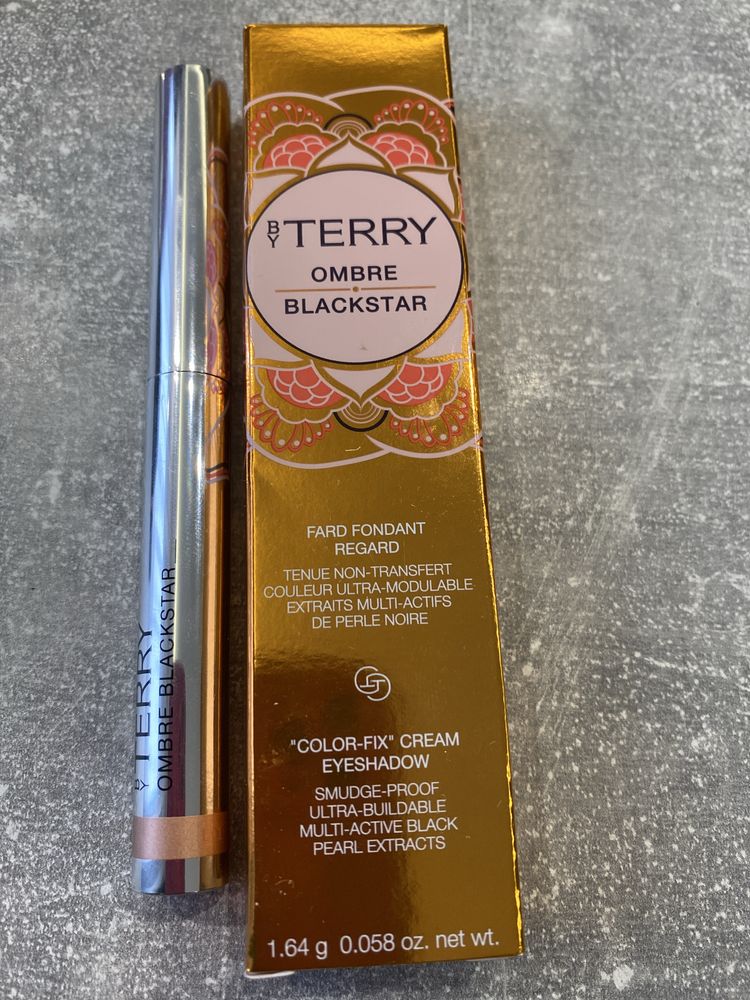 BY TERRY
OMBRE BLACKSTAR
BY TERRY
OMBRE
BLACKSTAR
FARD FONDANT
REGARD
TENUE NON-TRANSFERT
COULEUR ULTRA-MODULABLE
EXTRAITS MULTI-ACTIFS
DE PERLE NOIRE
"COLOR-FIX" CREAM
EYESHADOW
SMUDGE-PROOF
ULTRA-BUILDABLE
MULTI-ACTIVE BLACK
PEARL EXTRACTS
1.64 g 0.058 oz. net wt.